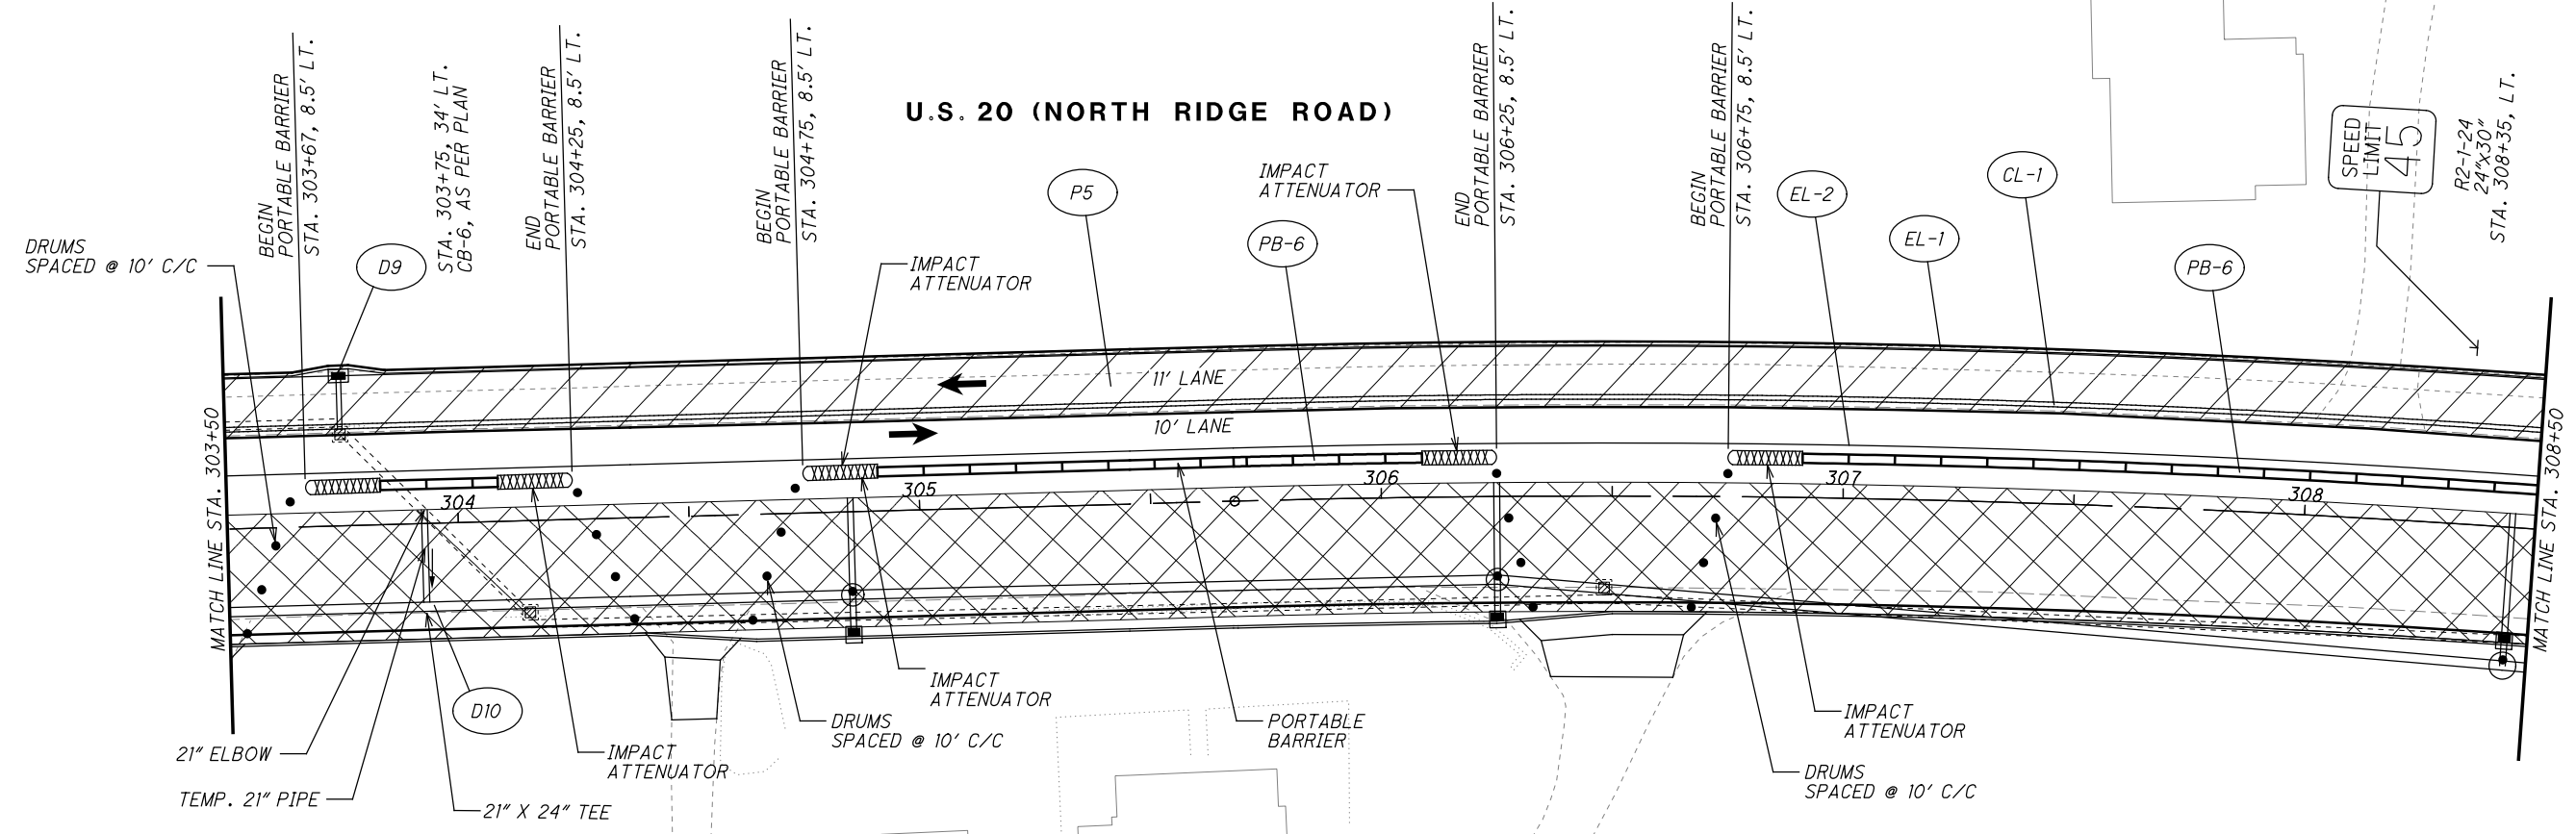 U.S. 20 (NORTH RIDGE ROAD)
BEGIN
PORTABLE BARRIER
STA. 303+67, 8.5' LT.
STA. 303+75, 34' LT.
CB-6, AS PER PLAN
END
PORTABLE BARRIER
STA. 304+25, 8.5' LT.
BEGIN
PORTABLE BARRIER
STA. 304+75, 8.5' LT.
END
PORTABLE BARRIER
STA. 306+25, 8.5' LT.
BEGIN
PORTABLE BARRIER
STA. 306+75, 8.5' LT.
SPEED
LIMIT
45
R2-1-24
24"x30"
STA. 308+35, LT.
DRUMS
SPACED @ 10' C/C
D9
IMPACT
ATTENUATOR
P5
IMPACT
ATTENUATOR
PB-6
EL-2
EL-1
CL-1
PB-6
11' LANE
10' LANE
MATCH LINE STA. 303+50
304
305
306
307
308
MATCH LINE STA. 308+50
D10
21" ELBOW
TEMP. 21" PIPE
21" X 24" TEE
IMPACT
ATTENUATOR
DRUMS
SPACED @ 10' C/C
IMPACT
ATTENUATOR
PORTABLE
BARRIER
IMPACT
ATTENUATOR
DRUMS
SPACED @ 10' C/C